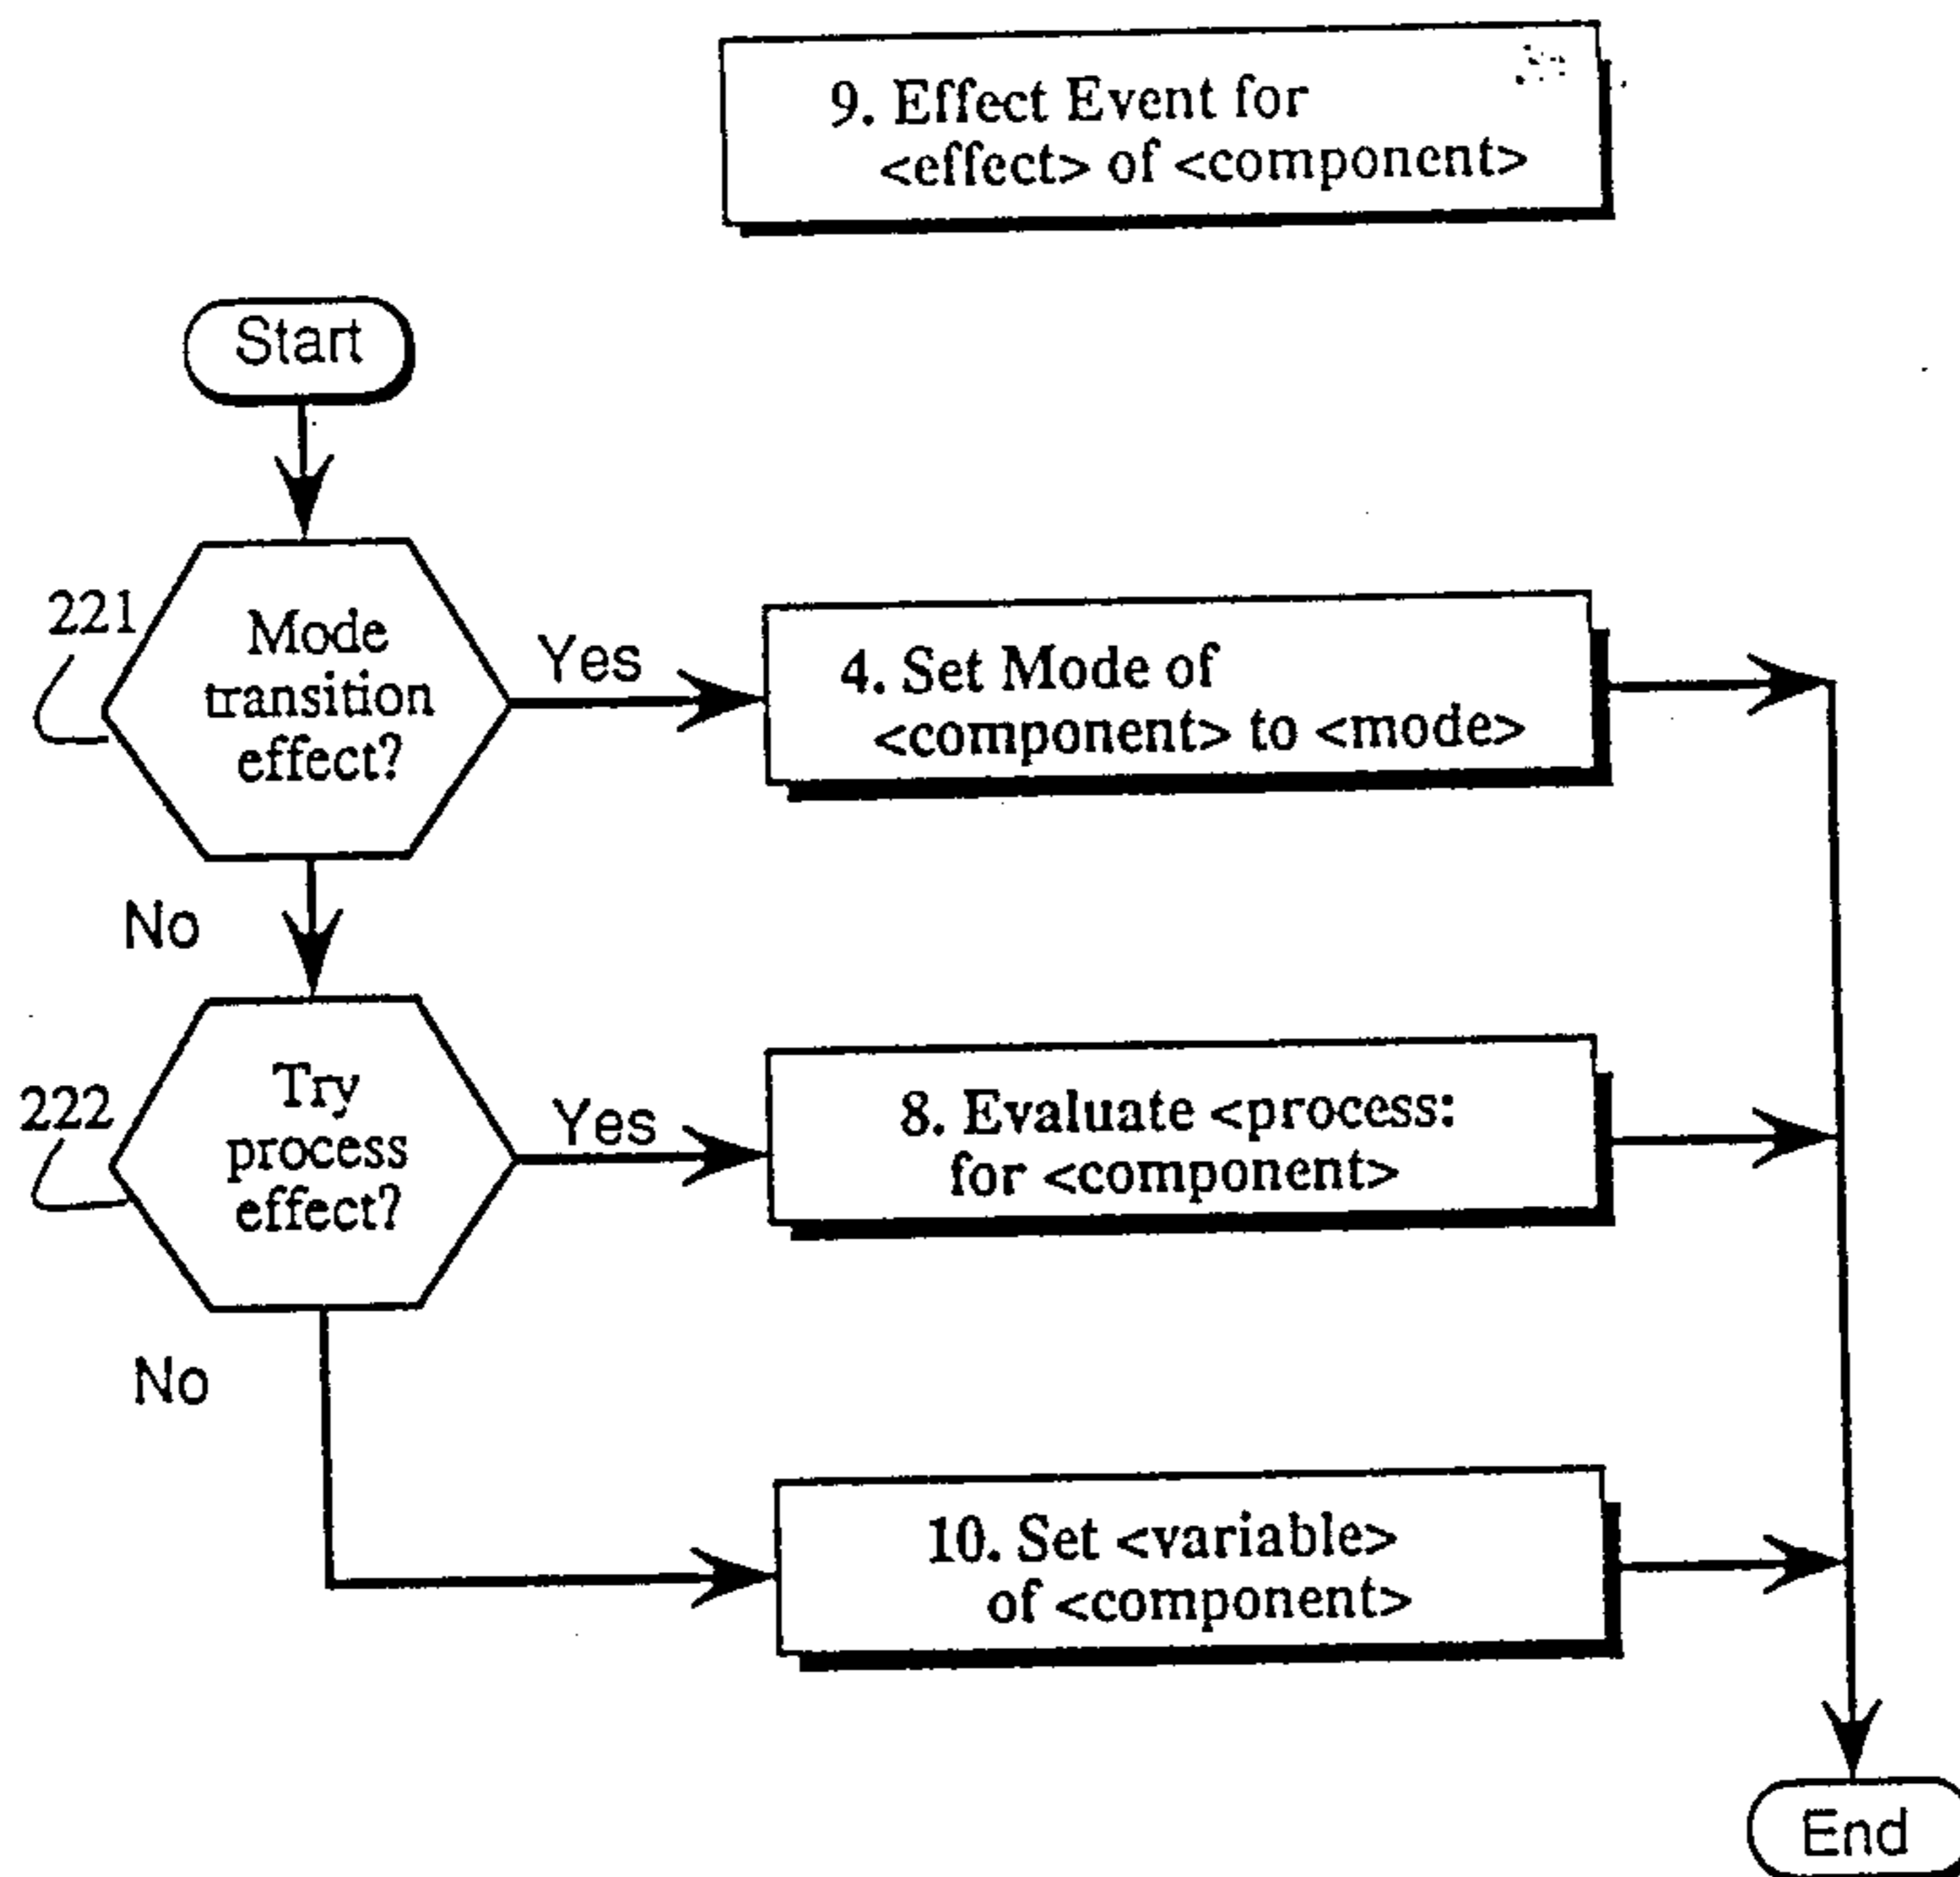 9. Effect Event for
<effect> of <component>
Start
221
Mode
transition
effect?
Yes
4. Set Mode of
<component> to <mode>
No
222
Try
process
effect?
Yes
8. Evaluate <process:
for <component>
No
10. Set <variable>
of <component>
End